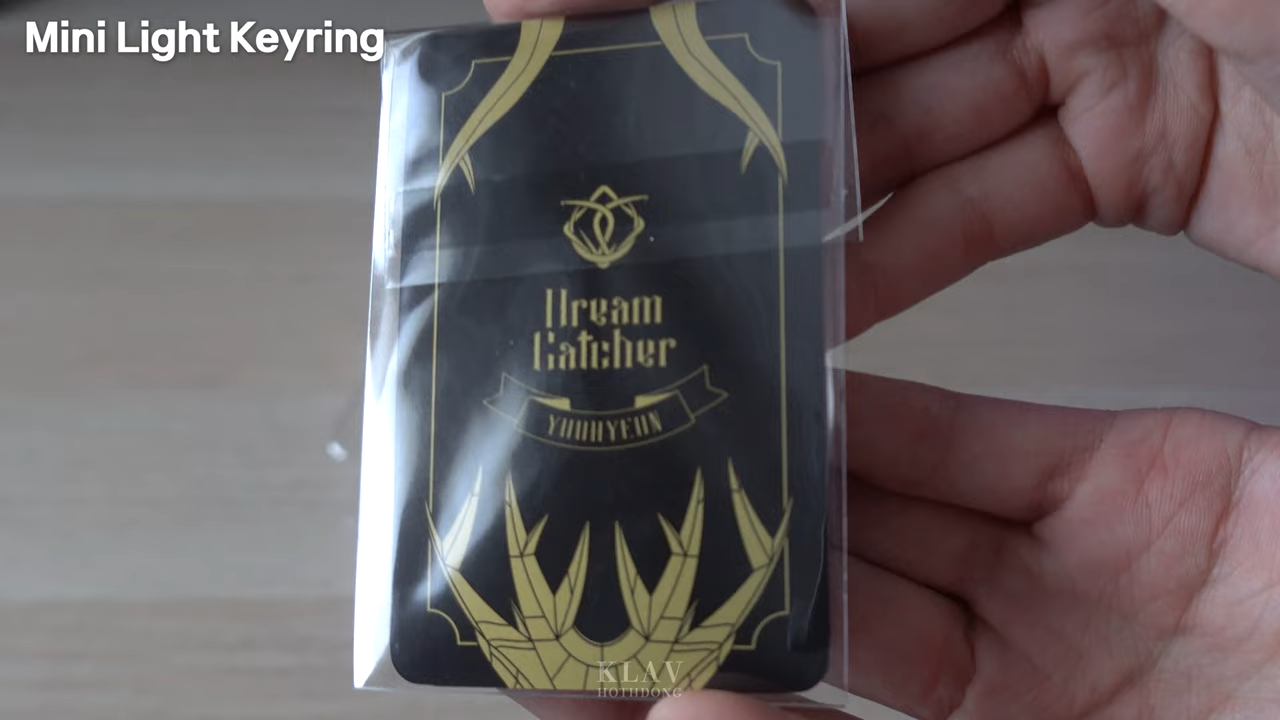 Mini Light Keyring
Dream
Catcher
YOOHYEON
KLAV
HOTHDONG